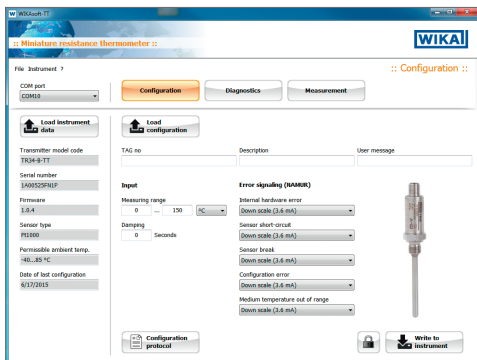 WIKAsoft-TT
:: Miniature resistance thermometer ::
WIKA
File Instrument ?
:: Configuration ::
COM port
COM10
Configuration
Diagnostics
Measurement
Load instrument data
Load configuration
Transmitter model code
TR34-B-TT
TAG no
Description
User message
Serial number
1A00525FN1P
Firmware
1.0.4
Sensor type
Pt1000
Permissible ambient temp.
-40...85 °C
Date of last configuration
6/17/2015
Input
Measuring range
0 ... 150 °C
Damping
0 Seconds
Error signaling (NAMUR)
Internal hardware error
Down scale (3.6 mA)
Sensor short-circuit
Down scale (3.6 mA)
Sensor break
Down scale (3.6 mA)
Configuration error
Down scale (3.6 mA)
Medium temperature out of range
Down scale (3.6 mA)
Configuration protocol
Write to instrument